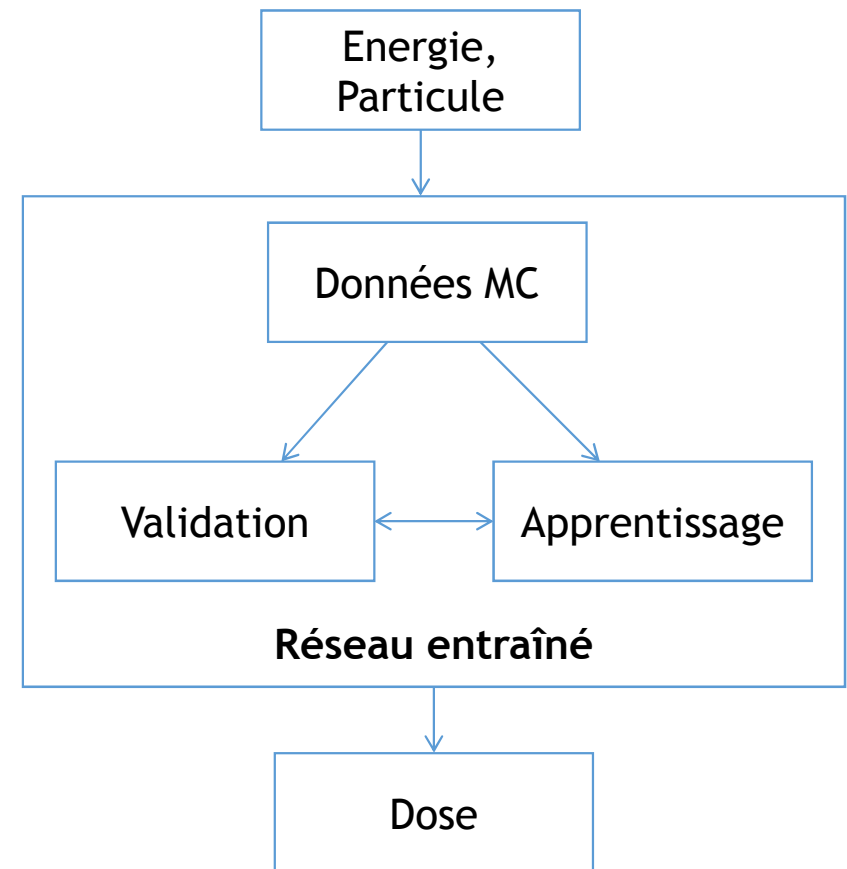 Energie,
Particule
Données MC
Validation
Apprentissage
Réseau entraîné
Dose